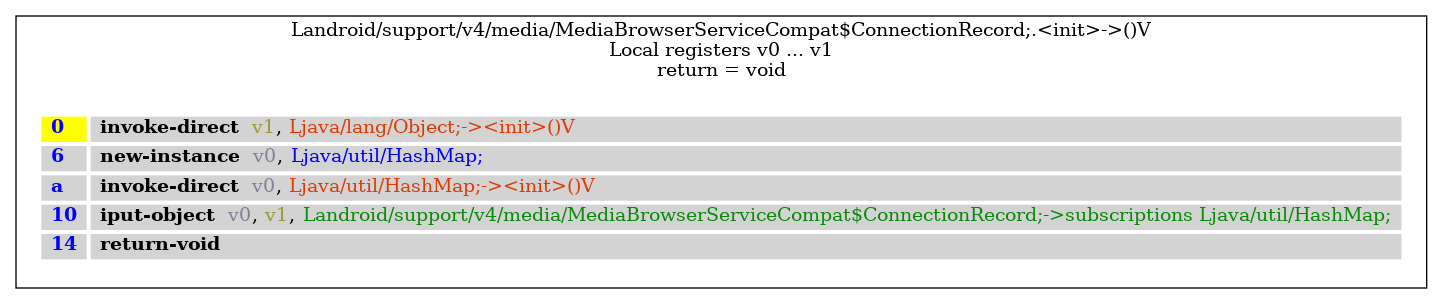 Landroid/support/v4/media/MediaBrowserServiceCompat$ConnectionRecord;.<init>->()V
Local registers v0 ... v1
return = void
0 invoke-direct v1, Ljava/lang/Object;-><init>()V
6 new-instance v0, Ljava/util/HashMap;
a invoke-direct v0, Ljava/util/HashMap;-><init>()V
10 iput-object v0, v1, Landroid/support/v4/media/MediaBrowserServiceCompat$ConnectionRecord;->subscriptions Ljava/util/HashMap;
14 return-void